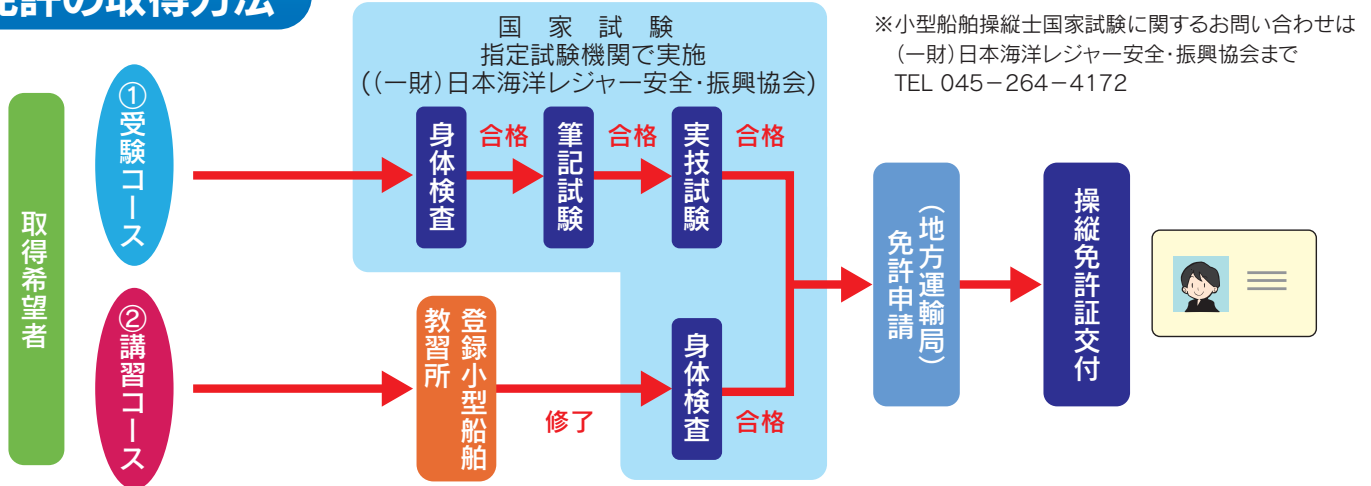 許の取得方法
国家試験
指定試験機関で実施
((一財)日本海洋レジャー安全・振興協会)
※小型船舶操縦士国家試験に関するお問い合わせは
(一財)日本海洋レジャー安全・振興協会まで
TEL 045-264-4172
取得希望者
①受験コース
身体検査
合格
筆記試験
合格
実技試験
合格
②講習コース
登録小型船舶
教習所
修了
身体検査
合格
(地方運輸局)
免許申請
操縦免許証交付